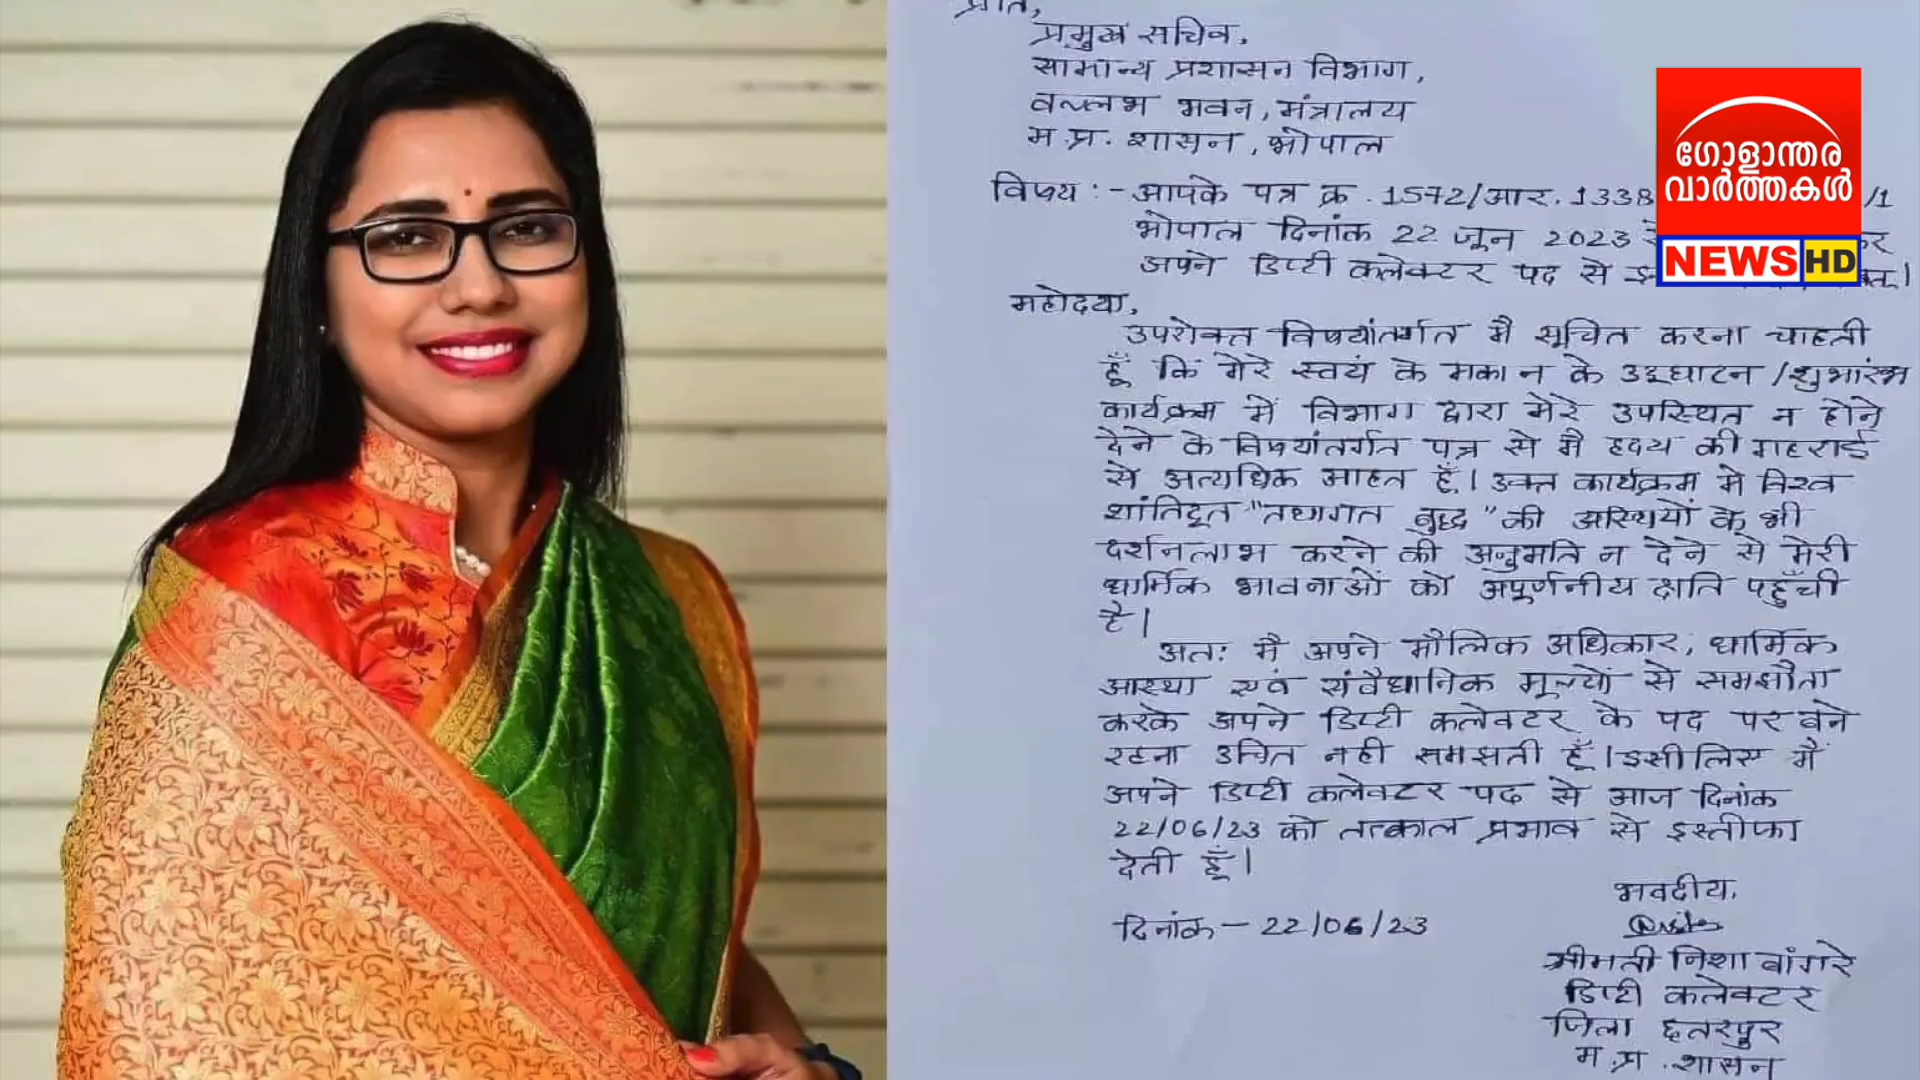 प्रति,
प्रमुख सचिव,
सामान्य प्रशासन विभाग,
वल्लभ भवन, मंत्रालय
म.प्र. शासन, भोपाल
विषय :- आपके पत्र क्र. 1572/आर. 1338 /1
भोपाल दिनांक 22 जून 2023
अपने डिप्टी कलेक्टर पद से
महोदया,
उपरोक्त विषयांतर्गत मै सूचित करना चाहती
हूँ कि मेरे स्वयं के मकान के उद्घाटन/शुभारंभ
कार्यक्रम में विभाग द्वारा मेरे उपस्थित न होने
देने के विषयांतर्गत पत्र से मै हृदय की गहराई
से अत्यधिक आहत हूँ। उक्त कार्यक्रम मे विश्व
शांतिदूत "तथागत बुद्ध" की अस्थियों के भी
दर्शनलाभ करने की अनुमति न देने से मेरी
धार्मिक भावनाओ को अपूर्णनीय क्षति पहुँची
है।
अतः मै अपने मौलिक अधिकार, धार्मिक
आस्था एवं संवैधानिक मूल्यों से समझौता
करके अपने डिप्टी कलेक्टर के पद पर बने
रहना उचित नही समझती हूँ। इसीलिए मैं
अपने डिप्टी कलेक्टर पद से आज दिनांक
22/06/23 को तत्काल प्रभाव से इस्तीफा
देती हूँ।
भवदीय,
दिनांक - 22/06/23
श्रीमती निशा बांगरे
डिप्टी कलेक्टर
जिला छतरपुर
म.प्र. शासन
ഗോളാന്തര
വാർത്തകൾ
NEWS HD